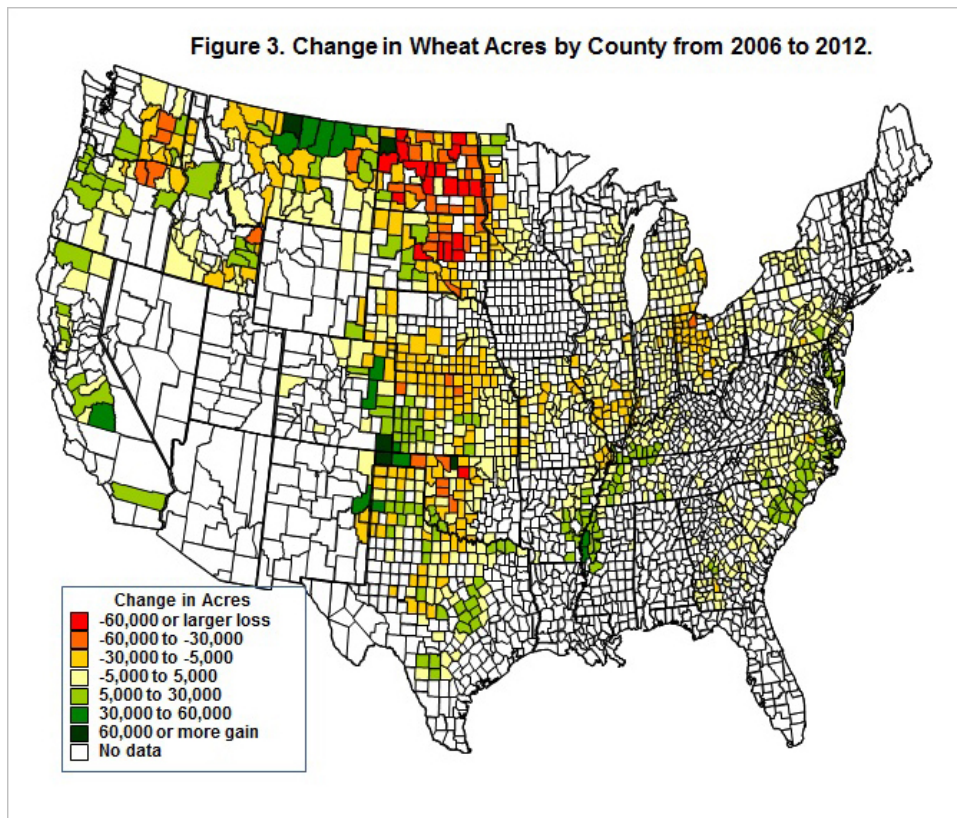 Figure 3. Change in Wheat Acres by County from 2006 to 2012.
Change in Acres
-60,000 or larger loss
-60,000 to -30,000
-30,000 to -5,000
-5,000 to 5,000
5,000 to 30,000
30,000 to 60,000
60,000 or more gain
No data